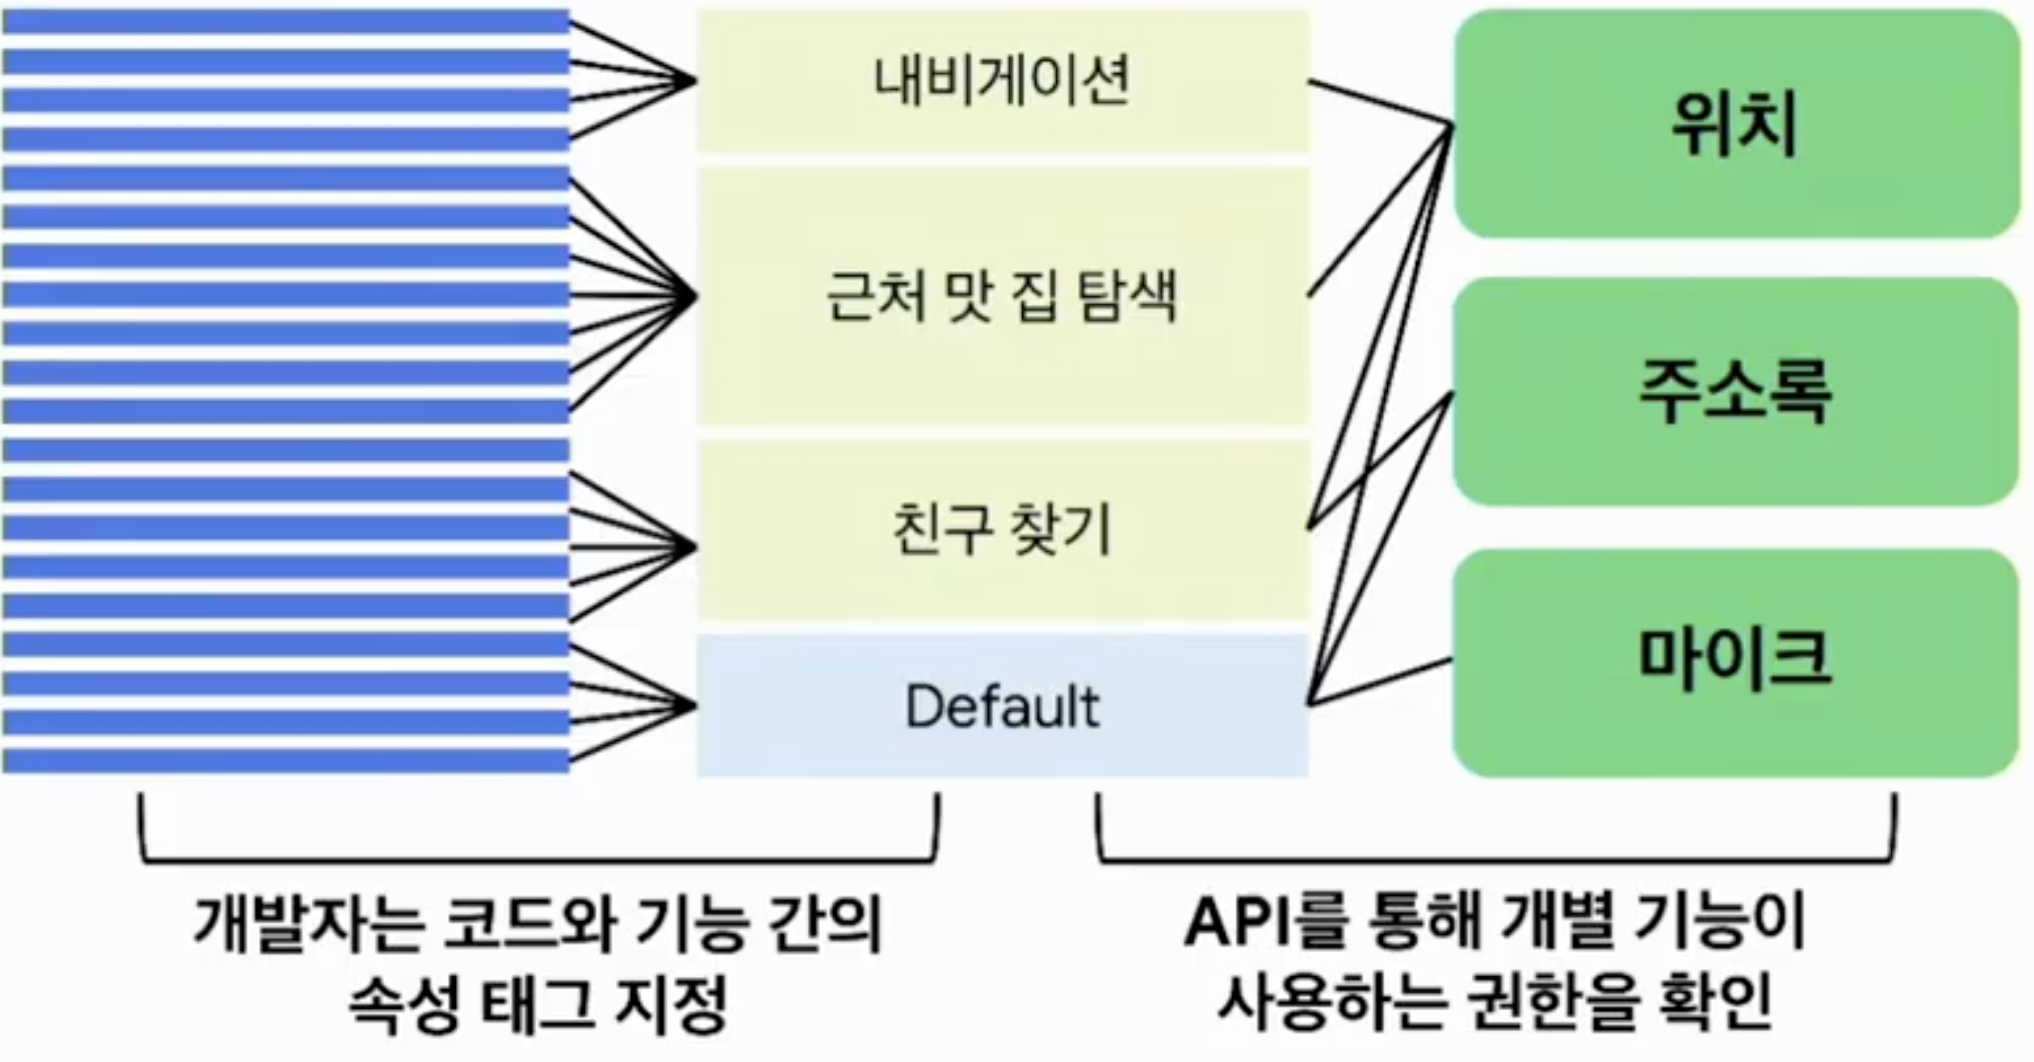 내비게이션
근처 맛 집 탐색
친구 찾기
Default
위치
주소록
마이크
개발자는 코드와 기능 간의
속성 태그 지정
API를 통해 개별 기능이
사용하는 권한을 확인